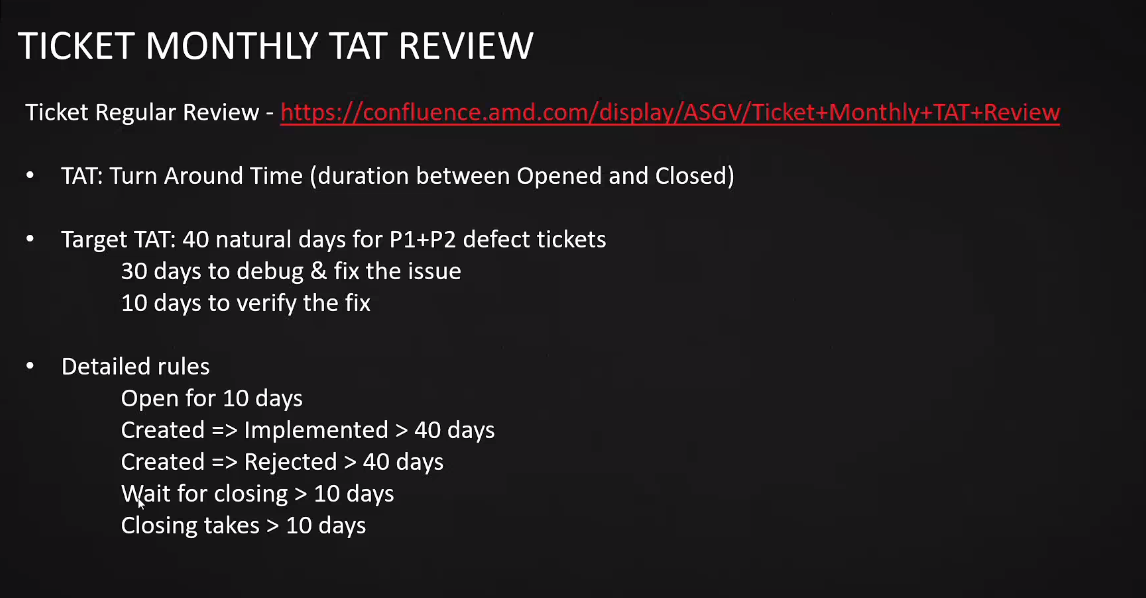 TICKET MONTHLY TAT REVIEW
Ticket Regular Review - https://confluence.amd.com/display/ASGV/Ticket+Monthly+TAT+Review
• TAT: Turn Around Time (duration between Opened and Closed)
• Target TAT: 40 natural days for P1+P2 defect tickets
30 days to debug & fix the issue
10 days to verify the fix
• Detailed rules
Open for 10 days
Created => Implemented > 40 days
Created => Rejected > 40 days
Wait for closing > 10 days
Closing takes > 10 days